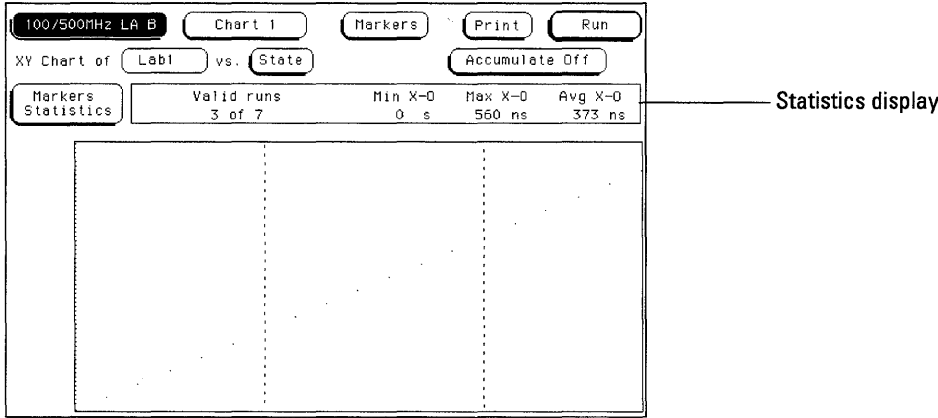 100/500MHz LA B Chart 1 Markers Print Run
XY Chart of Lab1 vs. State Accumulate Off
Markers Statistics
Valid runs Min X-O Max X-O Avg X-O
3 of 7 0 s 560 ns 373 ns
Statistics display